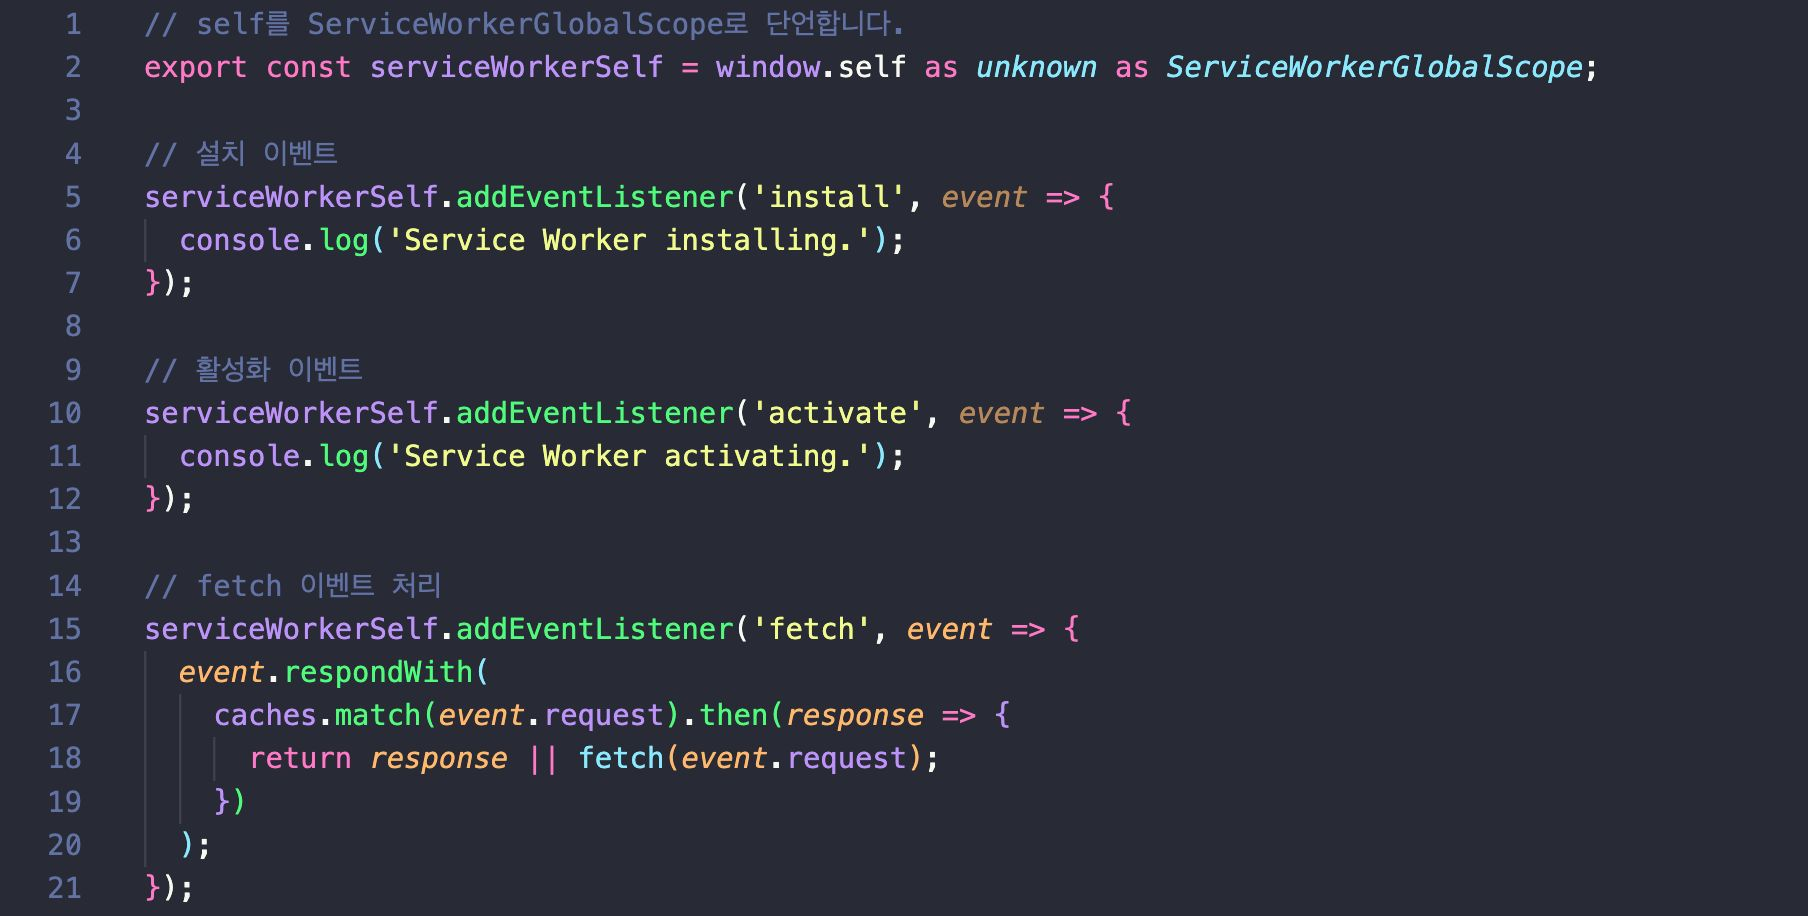 1 // self를 ServiceWorkerGlobalScope로 단언합니다.
2 export const serviceWorkerSelf = window.self as unknown as ServiceWorkerGlobalScope;
3
4 // 설치 이벤트
5 serviceWorkerSelf.addEventListener('install', event => {
6   console.log('Service Worker installing.');
7 });
8
9 // 활성화 이벤트
10 serviceWorkerSelf.addEventListener('activate', event => {
11   console.log('Service Worker activating.');
12 });
13
14 // fetch 이벤트 처리
15 serviceWorkerSelf.addEventListener('fetch', event => {
16   event.respondWith(
17     caches.match(event.request).then(response => {
18       return response || fetch(event.request);
19     })
20   );
21 });